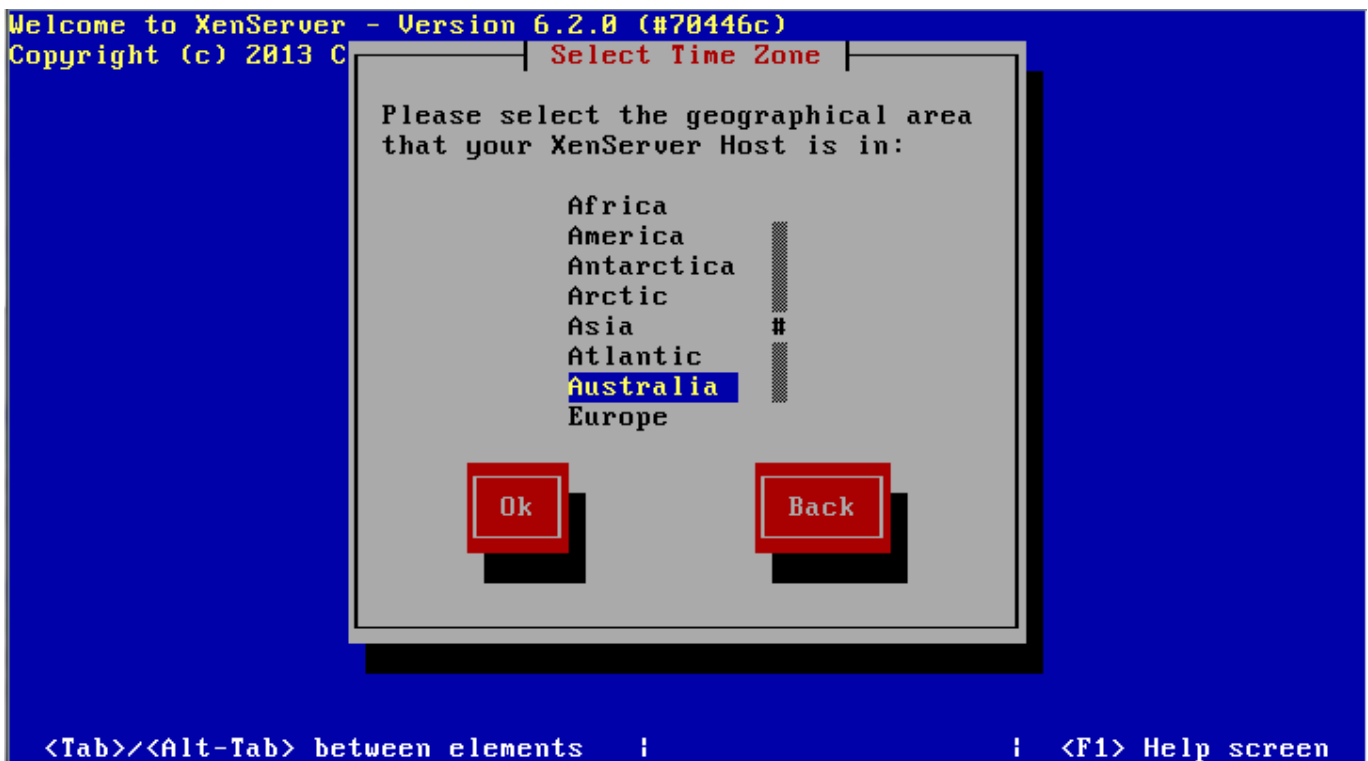 Welcome to XenServer - Version 6.2.0 (#70446c)
Copyright (c) 2013 C
Select Time Zone
Please select the geographical area
that your XenServer Host is in:
Africa
America
Antarctica
Arctic
Asia #
Atlantic
Australia
Europe
Ok Back
<Tab>/<Alt-Tab> between elements | | <F1> Help screen